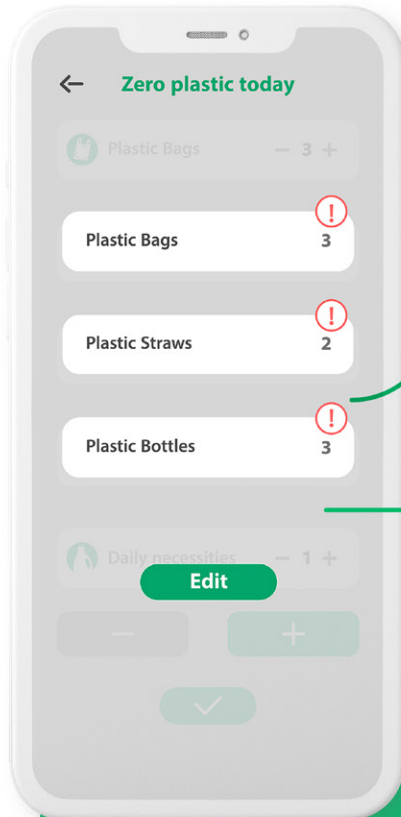 Zero plastic today
Plastic Bags – 3 +
!
Plastic Bags 3
!
Plastic Straws 2
!
Plastic Bottles 3
Daily necessities – 1 +
Edit
– +